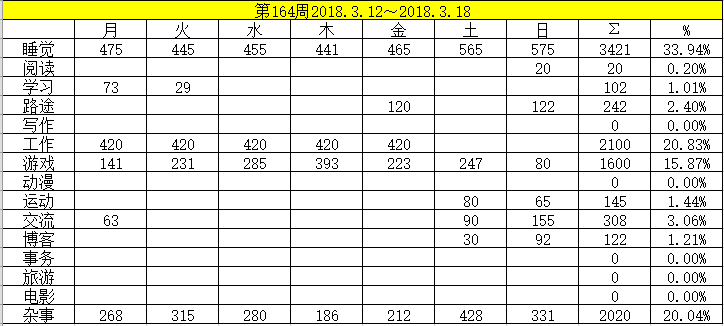 第164周2018.3.12～2018.3.18
月 火 水 木 金 土 日 Σ %
睡觉 475 445 455 441 465 565 575 3421 33.94%
阅读 20 20 0.20%
学习 73 29 102 1.01%
路途 120 122 242 2.40%
写作 0 0.00%
工作 420 420 420 420 420 2100 20.83%
游戏 141 231 285 393 223 247 80 1600 15.87%
动漫 0 0.00%
运动 80 65 145 1.44%
交流 63 90 155 308 3.06%
博客 30 92 122 1.21%
事务 0 0.00%
旅游 0 0.00%
电影 0 0.00%
杂事 268 315 280 186 212 428 331 2020 20.04%